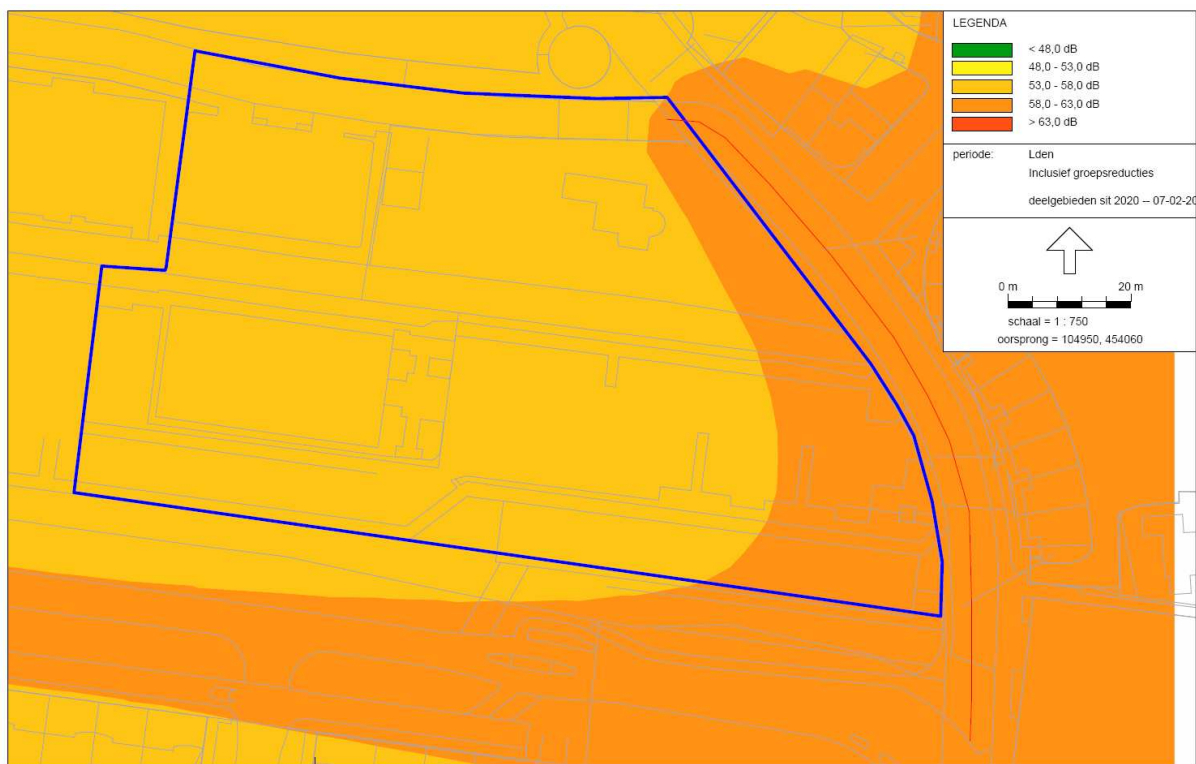 LEGENDA
< 48,0 dB
48,0 - 53,0 dB
53,0 - 58,0 dB
58,0 - 63,0 dB
> 63,0 dB
periode: Lden
Inclusief groepsreducties
deelgebieden sit 2020 -- 07-02-20
0 m 20 m
schaal = 1 : 750
oorsprong = 104950, 454060